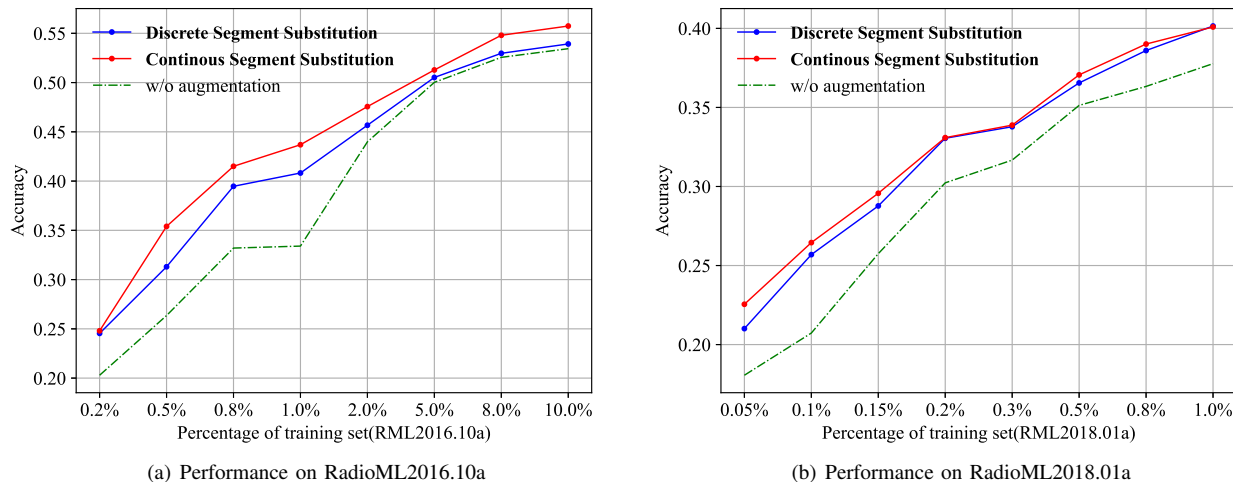 0.55
0.50
0.45
0.40
0.35
0.30
0.25
0.20
Accuracy
Discrete Segment Substitution
Continous Segment Substitution
w/o augmentation
0.2% 0.5% 0.8% 1.0% 2.0% 5.0% 8.0% 10.0%
Percentage of training set(RML2016.10a)
(a) Performance on RadioML2016.10a
0.40
0.35
0.30
0.25
0.20
Accuracy
Discrete Segment Substitution
Continous Segment Substitution
w/o augmentation
0.05% 0.1% 0.15% 0.2% 0.3% 0.5% 0.8% 1.0%
Percentage of training set(RML2018.01a)
(b) Performance on RadioML2018.01a